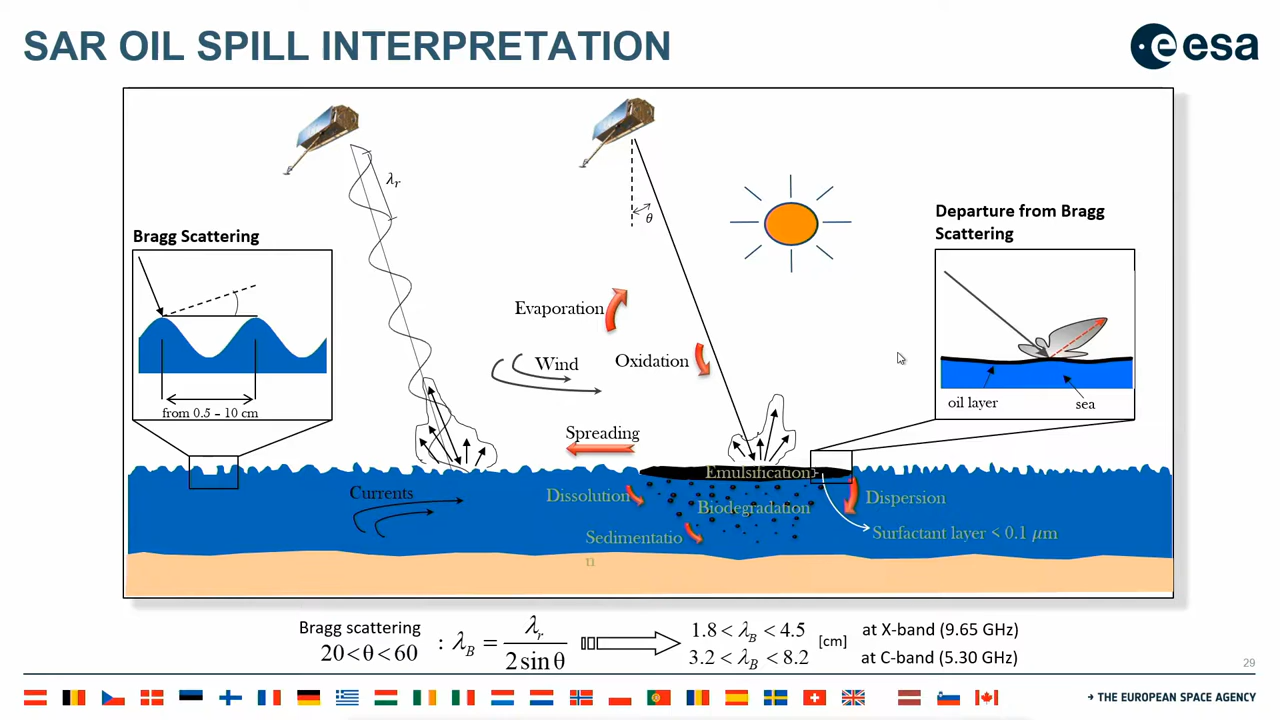 SAR OIL SPILL INTERPRETATION
esa
λr
θ
Departure from Bragg
Scattering
Bragg Scattering
Evaporation
Wind
Oxidation
from 0.5 – 10 cm
oil layer
sea
Spreading
Emulsification
Currents
Dissolution
Biodegradation
Dispersion
Sedimentatio
n
Surfactant layer < 0.1 μm
Bragg scattering
20<θ<60
: λB = λr / 2 sin θ
1.8 < λB < 4.5
3.2 < λB < 8.2
[cm]
at X-band (9.65 GHz)
at C-band (5.30 GHz)
29
→ THE EUROPEAN SPACE AGENCY